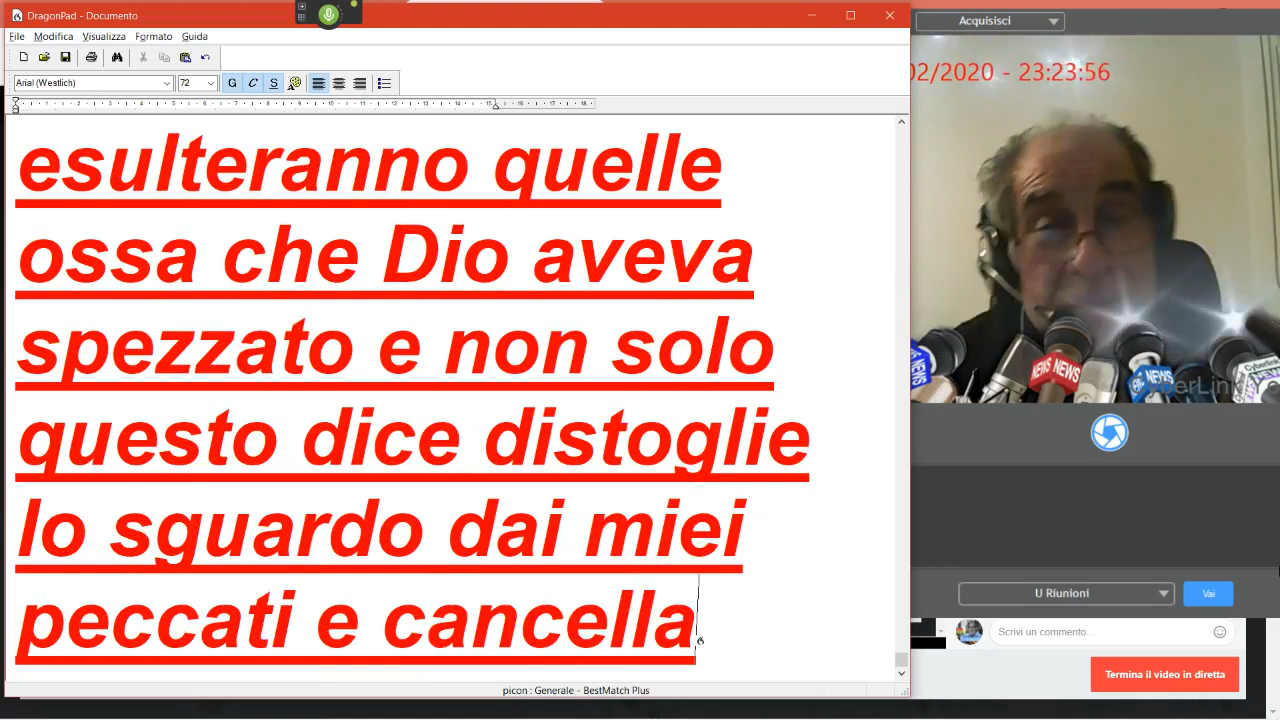 DragonPad - Documento
File Modifica Visualizza Formato Guida
Arial (Westlich) 72 G C S
esulteranno quelle
ossa che Dio aveva
spezzato e non solo
questo dice distoglie
lo sguardo dai miei
peccati e cancella
picon : Generale - BestMatch Plus
Acquisisci
02/2020 - 23:23:56
NEWS NEWS
NEWS
U Riunioni Vai
Scrivi un commento...
Termina il video in diretta